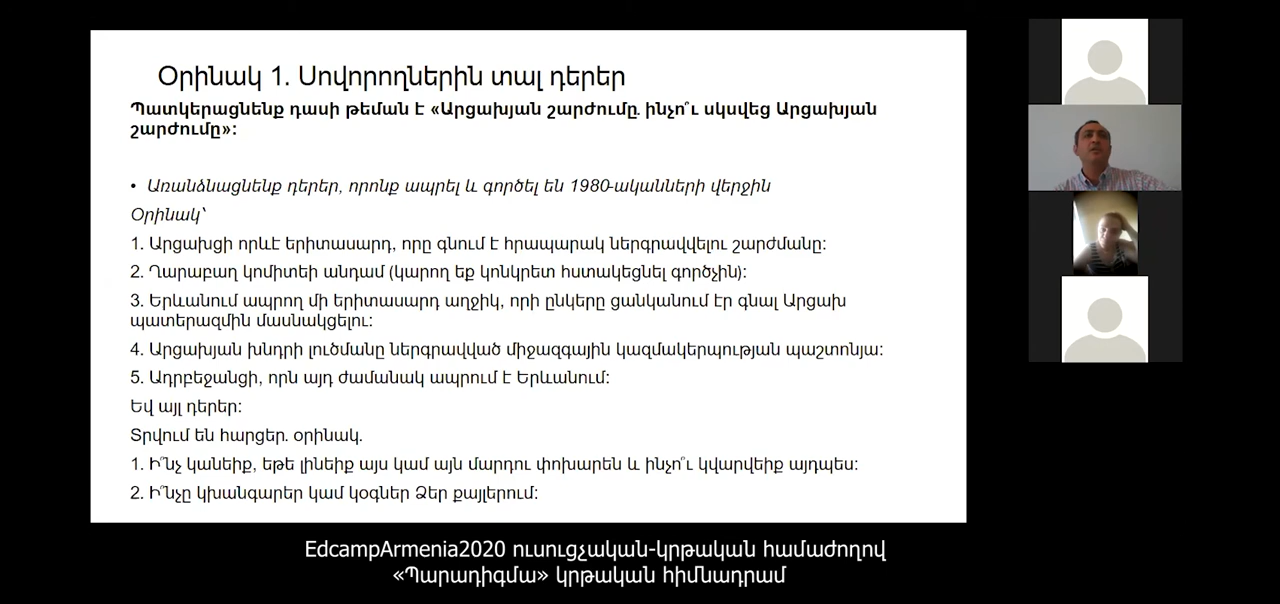 Օրինակ 1. Սովորողներին տալ դերեր
Պատկերացնենք դասի թեման է «Արցախյան շարժումը. ինչո՞ւ սկսվեց Արցախյան
շարժումը»:
• Առանձնացնենք դերեր, որոնք ապրել և գործել են 1980-ականների վերջին
Օրինակ՝
1. Արցախցի որևէ երիտասարդ, որը գնում է հրապարակ ներգրավվելու շարժմանը:
2. Ղարաբաղ կոմիտեի անդամ (կարող եք կոնկրետ հստակեցնել գործչին):
3. Երևանում ապրող մի երիտասարդ աղջիկ, որի ընկերը ցանկանում էր գնալ Արցախ
պատերազմին մասնակցելու:
4. Արցախյան խնդրի լուծմանը ներգրավված միջազգային կազմակերպության պաշտոնյա:
5. Ադրբեջանցի, որն այդ ժամանակ ապրում է Երևանում:
Եվ այլ դերեր:
Տրվում են հարցեր. օրինակ.
1. Ի՞նչ կանեիք, եթե լինեիք այս կամ այն մարդու փոխարեն և ինչո՞ւ կվարվեիք այդպես:
2. Ի՞նչը կխանգարեր կամ կօգներ Ձեր քայլերում:
EdcampArmenia2020 ուսուցչական-կրթական համաժողով
«Պարադիգմա» կրթական հիմնադրամ